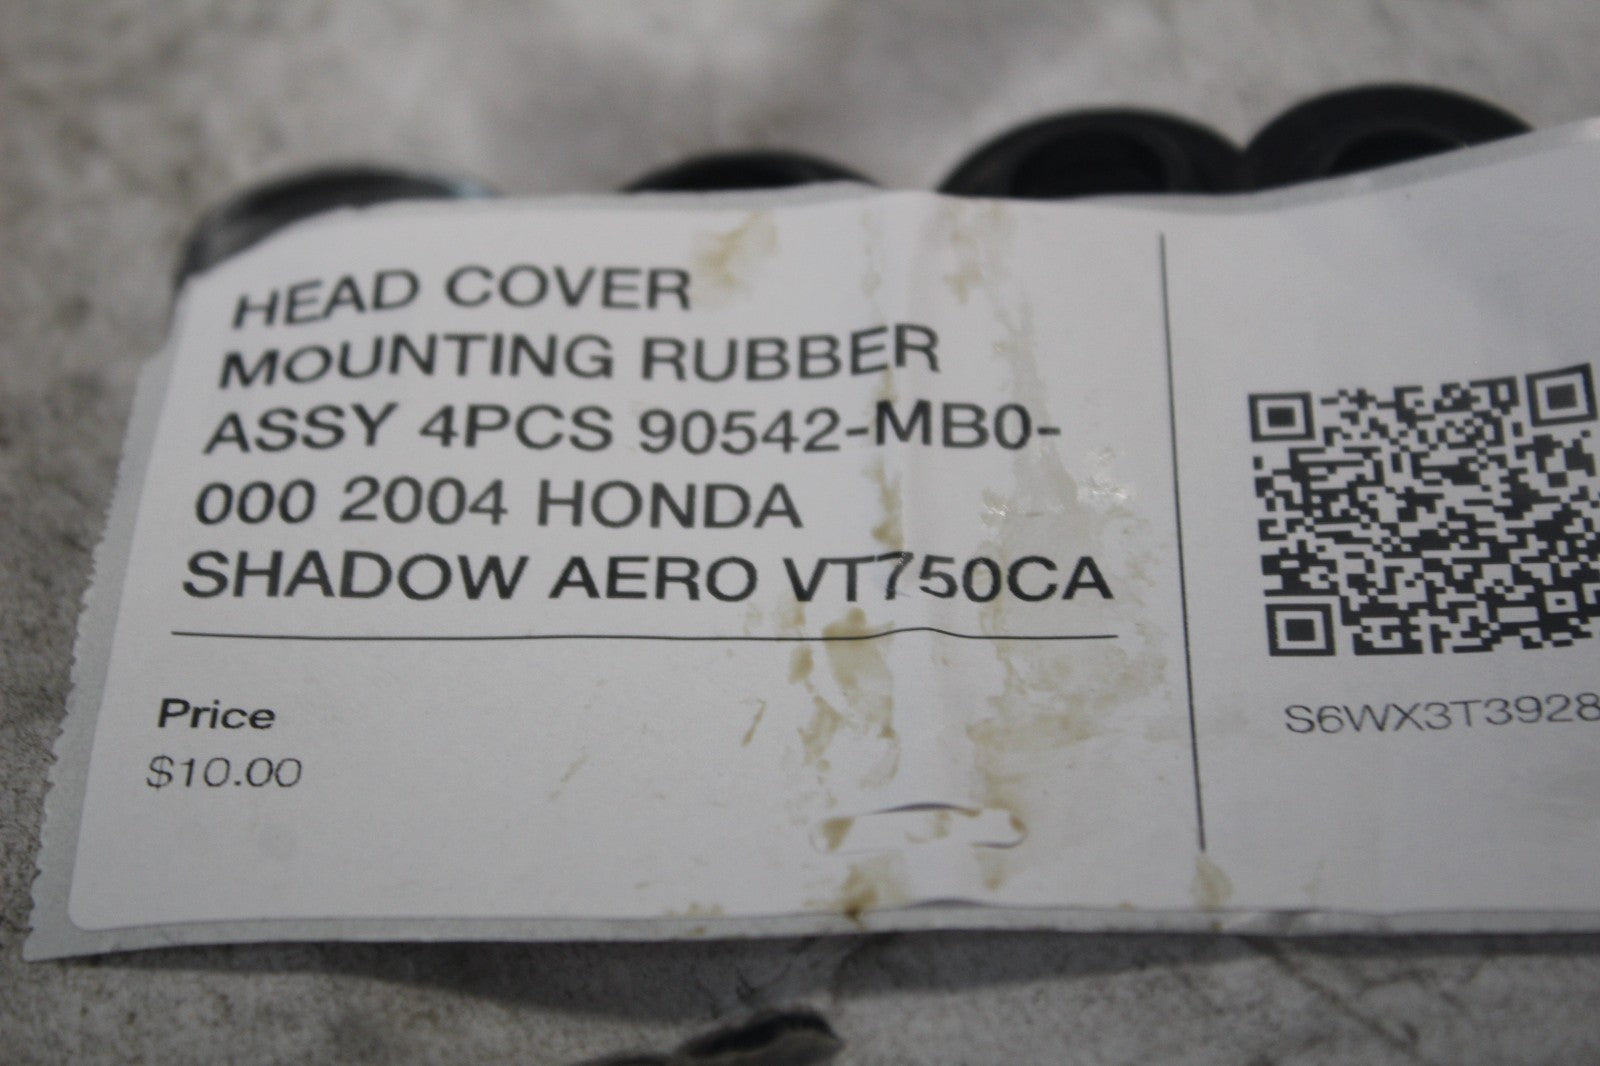 HEAD COVER
MOUNTING RUBBER
ASSY 4PCS 90542-MB0-
000 2004 HONDA
SHADOW AERO VT750CA
Price
$10.00
S6WX3T3928